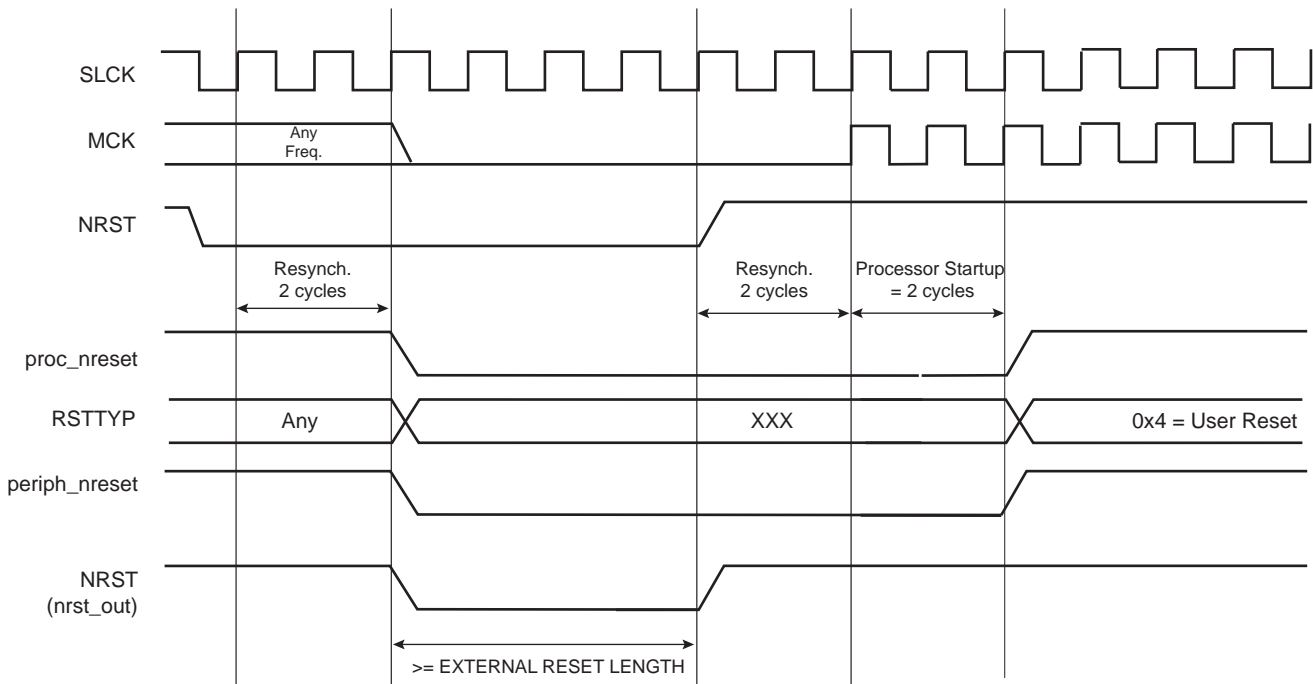 SLCK
MCK
Any
Freq.
NRST
Resynch.
2 cycles
Resynch.
2 cycles
Processor Startup
= 2 cycles
proc_nreset
RSTTYP
Any
XXX
0x4 = User Reset
periph_nreset
NRST
(nrst_out)
>= EXTERNAL RESET LENGTH